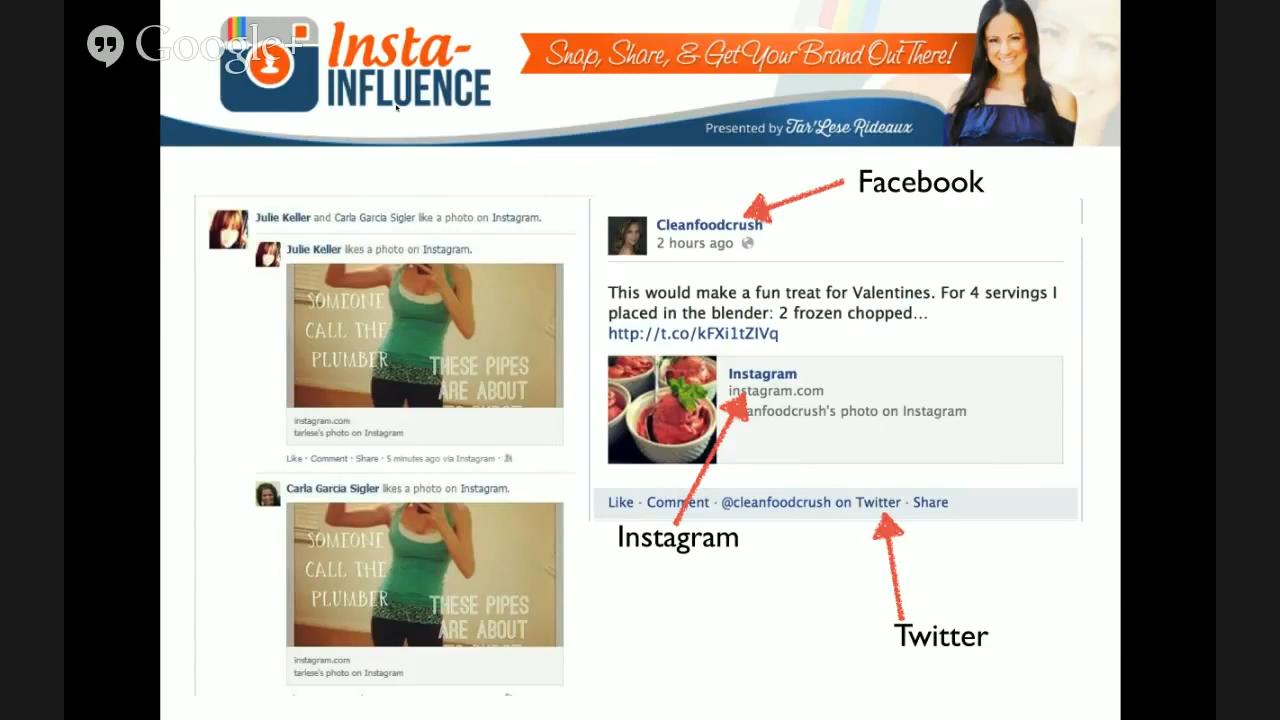 Google+
Insta-
INFLUENCE
Snap, Share, & Get Your Brand Out There!
Presented by Tar'Lese Rideaux
Julie Keller and Carla Garcia Sigler like a photo on Instagram.
Julie Keller likes a photo on Instagram.
SOMEONE
CALL THE
PLUMBER
THESE PIPES
ARE ABOUT
instagram.com
tarlese's photo on Instagram
Like · Comment · Share · 5 minutes ago via Instagram ·
Carla Garcia Sigler likes a photo on Instagram.
SOMEONE
CALL THE
PLUMBER
THESE PIPES
ARE ABOUT
instagram.com
tarlese's photo on Instagram
Facebook
Cleanfoodcrush
2 hours ago
This would make a fun treat for Valentines. For 4 servings I
placed in the blender: 2 frozen chopped...
http://t.co/kFXi1tZIVq
Instagram
instagram.com
anfoodcrush's photo on Instagram
Like · Comment · @cleanfoodcrush on Twitter · Share
Instagram
Twitter